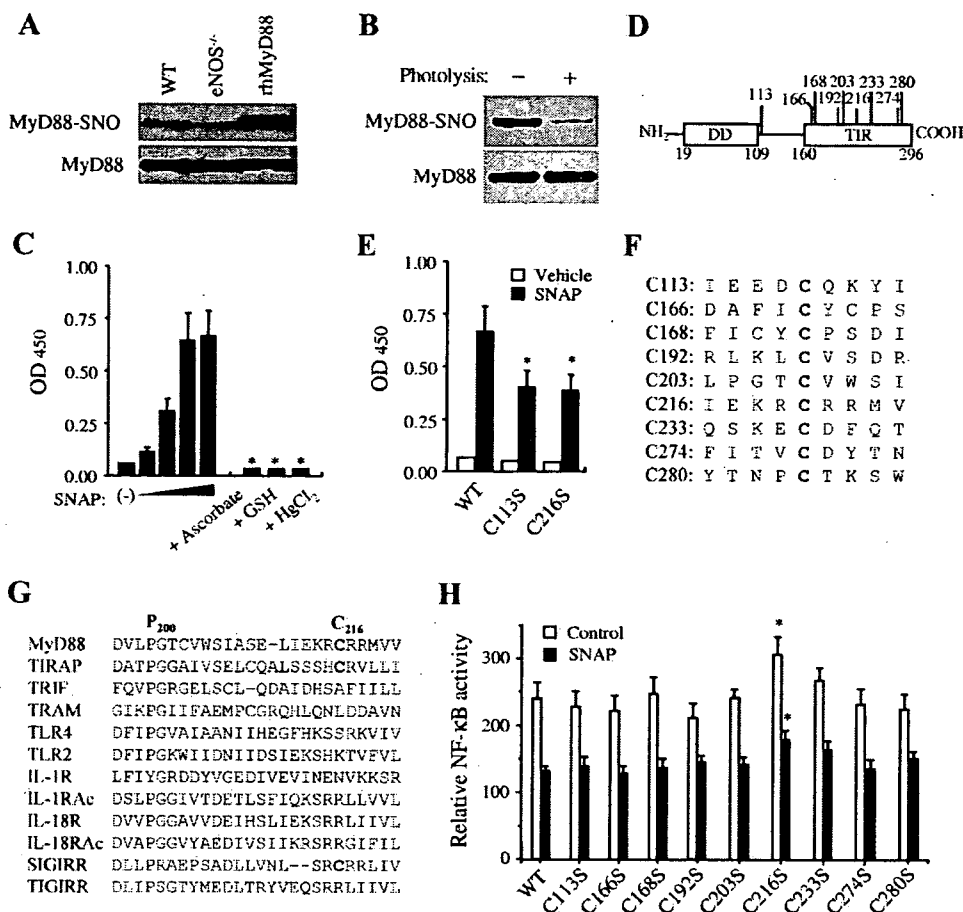 A
WT
eNOS-/-
rhMyD88
MyD88-SNO
MyD88
B
Photolysis: − +
MyD88-SNO
MyD88
D
113
168 203 233 280
166 192 216 274
NH2 DD TIR COOH
19 109 160 296
C
1.00
0.75
0.50
0.25
0.00
OD 450
SNAP: (-)
+ Ascorbate
+ GSH
+ HgCl2
* * *
E
1.00
0.75
0.50
0.25
0.00
OD 450
Vehicle
SNAP
* *
WT
C113S
C216S
F
C113: I E E D C Q K Y I
C166: D A F I C Y C P S
C168: F I C Y C P S D I
C192: R L K L C V S D R
C203: L P G T C V W S I
C216: I E K R C R R M V
C233: Q S K E C D F Q T
C274: F I T V C D Y T N
C280: Y T N P C T K S W
G
P200 C216
MyD88 DVLPGTCVWSIASE-LIEKRCRRMVV
TIRAP DATPGGAIVSELCQALSSSHCRVLLI
TRIF FQVPGRGELSCL-QDAIDHSAFIILL
TRAM GIKPGIIFAEMPCGRQHLQNLDDAVN
TLR4 DFIPGVAIAANIIHEGFHKSSRKVIV
TLR2 DFIPGKWIIDNIIDSIEKSHKTVFVL
IL-1R LFIYGRDDYVGEDIVEVINENVKKSR
IL-1RAc DSLPGGIVTDETLSFIQKSRRLLVVL
IL-18R DVVPGGAVVDEIHSLIEKSRRLIIVL
IL-18RAc DVAPGGVYAEDIVSIIKRSRRGIFIL
SIGIRR DLLPRAEPSADLLVNL--SRCRRLIV
TIGIRR DLIPSGTYMEDLTRYVEQSRRLIIVL
H
Relative NF-κB activity
300
200
100
0
Control
SNAP
*
*
WT
C113S
C166S
C168S
C192S
C203S
C216S
C233S
C274S
C280S